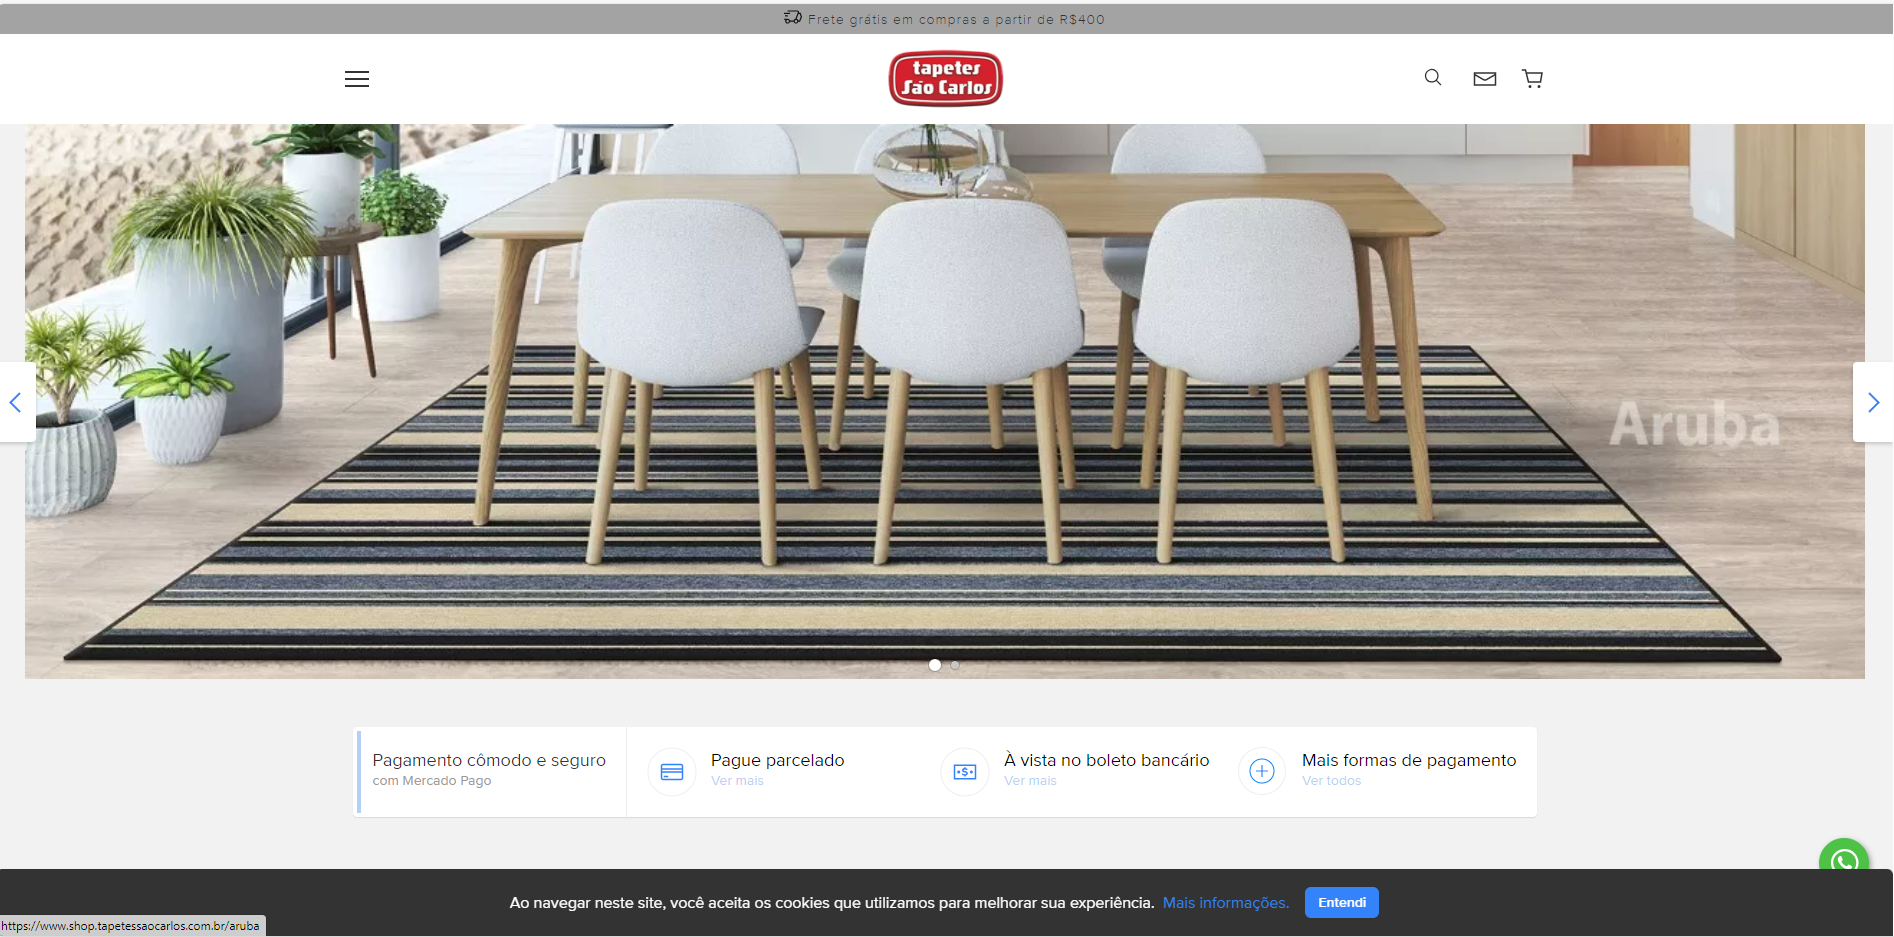 Frete grátis em compras a partir de R$400
tapetes
São Carlos
Aruba
Pagamento cômodo e seguro
com Mercado Pago
Pague parcelado
Ver mais
À vista no boleto bancário
Ver mais
Mais formas de pagamento
Ver todos
Ao navegar neste site, você aceita os cookies que utilizamos para melhorar sua experiência. Mais informações. Entendi
https://www.shop.tapetessaocarlos.com.br/aruba